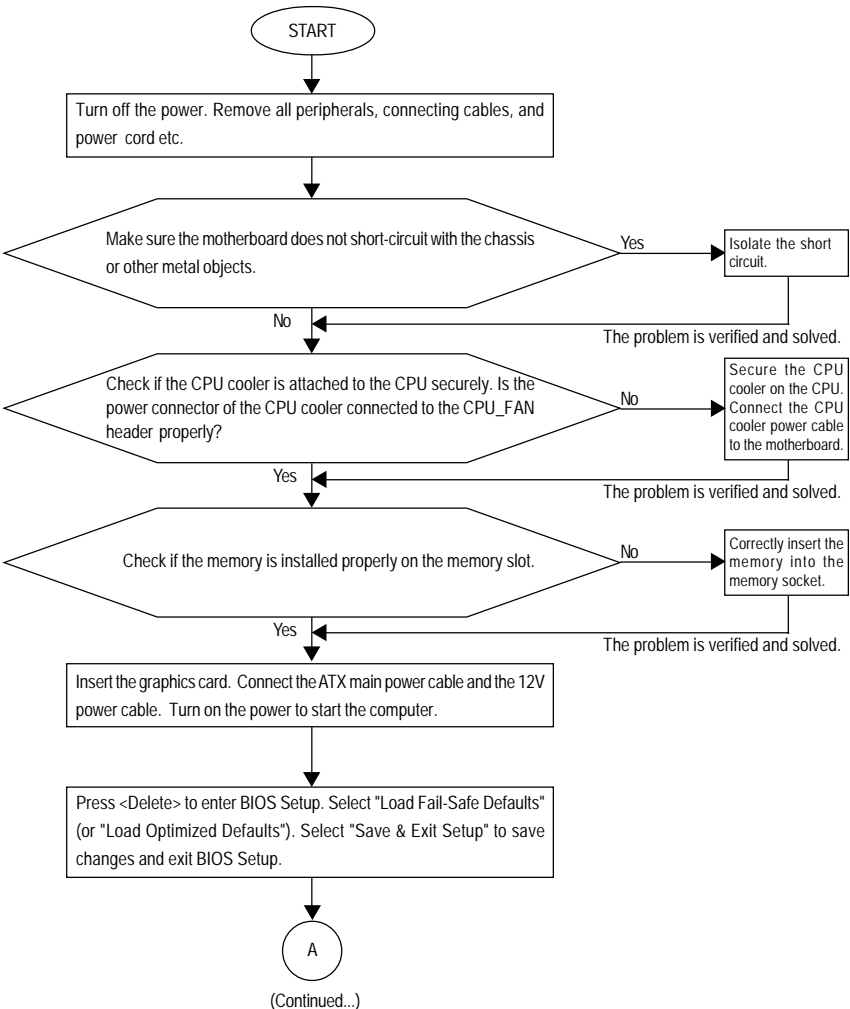 START
Turn off the power. Remove all peripherals, connecting cables, and
power cord etc.
Make sure the motherboard does not short-circuit with the chassis
or other metal objects.
Yes
Isolate the short
circuit.
No
The problem is verified and solved.
Check if the CPU cooler is attached to the CPU securely. Is the
power connector of the CPU cooler connected to the CPU_FAN
header properly?
No
Secure the CPU
cooler on the CPU.
Connect the CPU
cooler power cable
to the motherboard.
Yes
The problem is verified and solved.
Check if the memory is installed properly on the memory slot.
No
Correctly insert the
memory into the
memory socket.
Yes
The problem is verified and solved.
Insert the graphics card. Connect the ATX main power cable and the 12V
power cable. Turn on the power to start the computer.
Press <Delete> to enter BIOS Setup. Select "Load Fail-Safe Defaults"
(or "Load Optimized Defaults"). Select "Save & Exit Setup" to save
changes and exit BIOS Setup.
A
(Continued...)